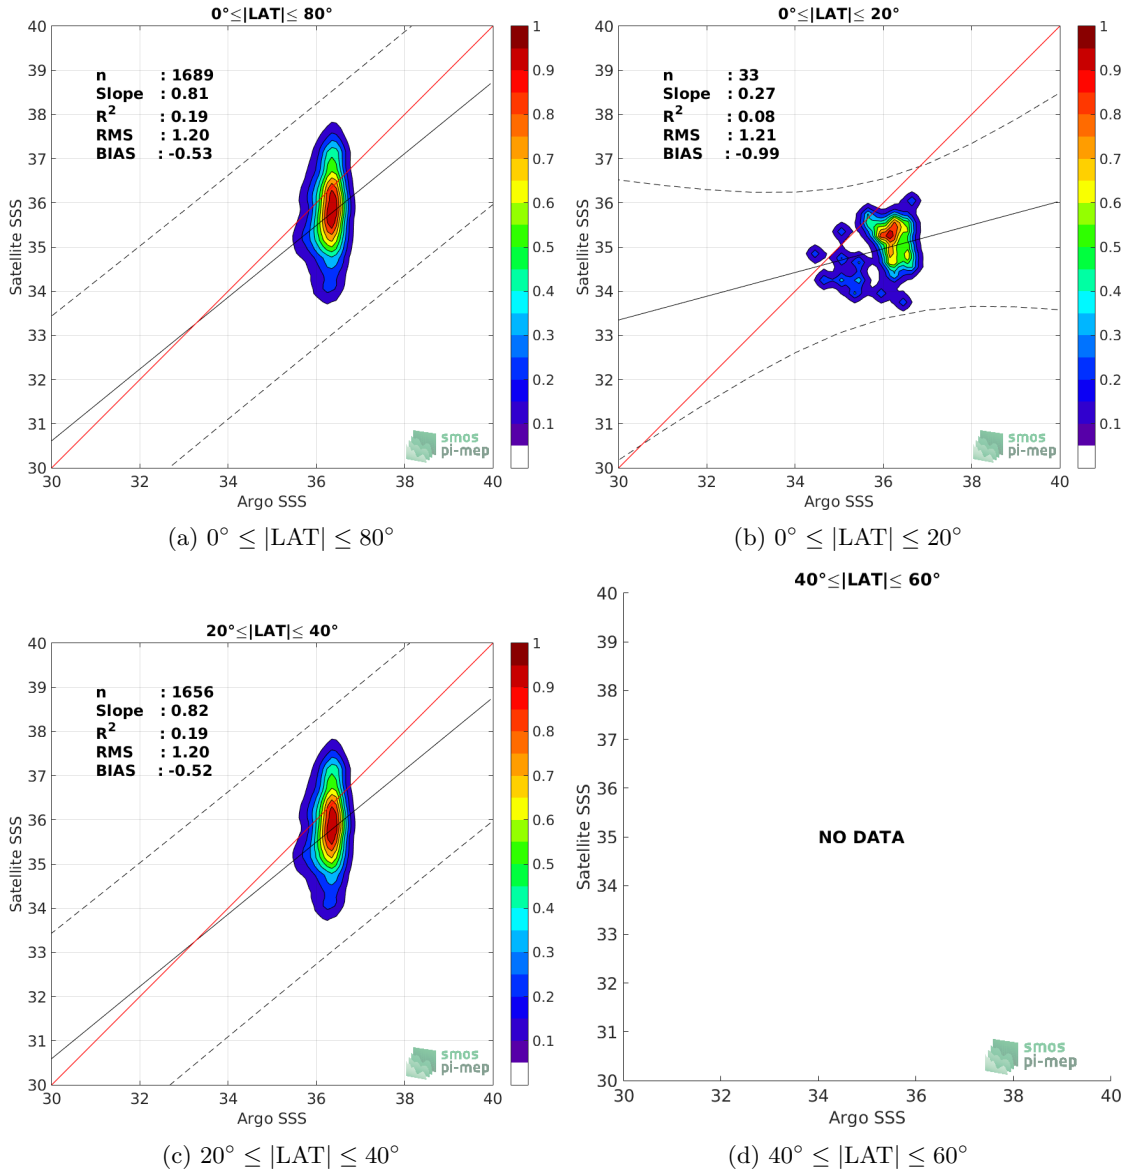 0°≤|LAT|≤ 80°
40
39
38
37
36
35
34
33
32
31
30
Satellite SSS
n : 1689
Slope : 0.81
R² : 0.19
RMS : 1.20
BIAS : -0.53
smos
pi-mep
30 32 34 36 38 40
Argo SSS
1
0.9
0.8
0.7
0.6
0.5
0.4
0.3
0.2
0.1
(a) 0° ≤ |LAT| ≤ 80°
0°≤|LAT|≤ 20°
40
39
38
37
36
35
34
33
32
31
30
Satellite SSS
n : 33
Slope : 0.27
R² : 0.08
RMS : 1.21
BIAS : -0.99
smos
pi-mep
30 32 34 36 38 40
Argo SSS
1
0.9
0.8
0.7
0.6
0.5
0.4
0.3
0.2
0.1
(b) 0° ≤ |LAT| ≤ 20°
20°≤|LAT|≤ 40°
40
39
38
37
36
35
34
33
32
31
30
Satellite SSS
n : 1656
Slope : 0.82
R² : 0.19
RMS : 1.20
BIAS : -0.52
smos
pi-mep
30 32 34 36 38 40
Argo SSS
1
0.9
0.8
0.7
0.6
0.5
0.4
0.3
0.2
0.1
(c) 20° ≤ |LAT| ≤ 40°
40°≤|LAT|≤ 60°
40
39
38
37
36
35
34
33
32
31
30
Satellite SSS
NO DATA
smos
pi-mep
30 32 34 36 38 40
Argo SSS
(d) 40° ≤ |LAT| ≤ 60°